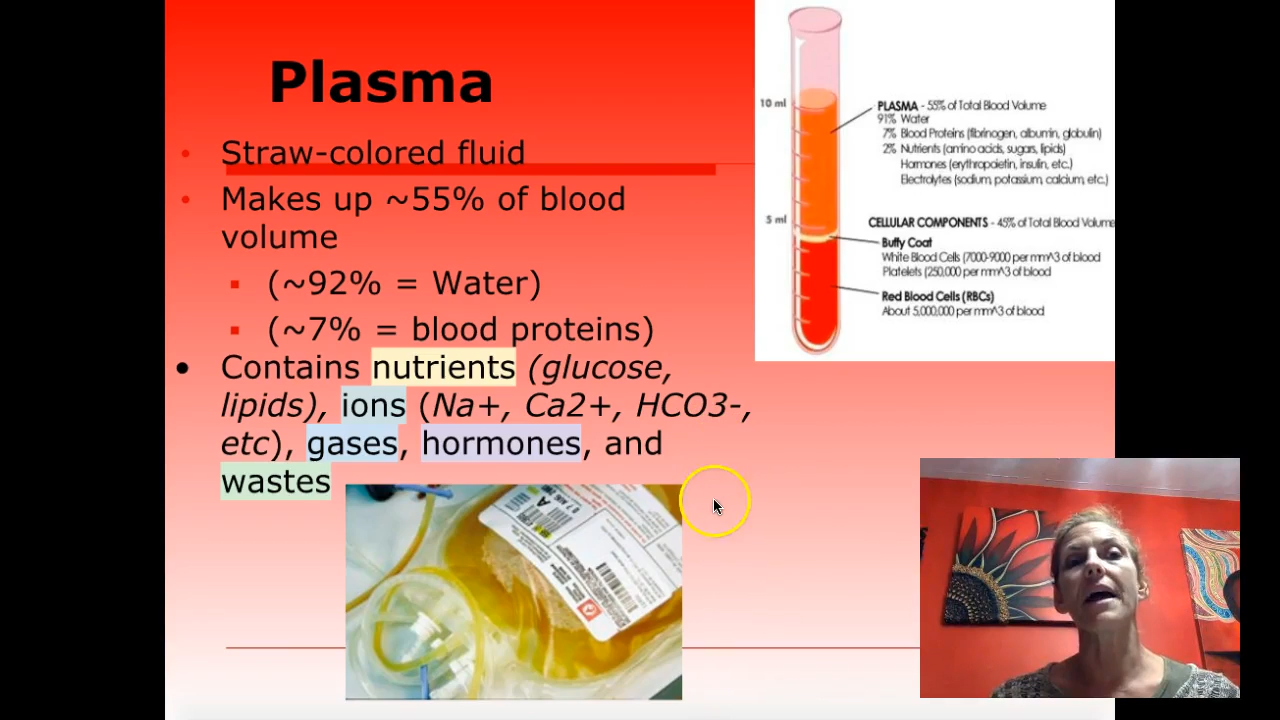 Plasma
• Straw-colored fluid
• Makes up ~55% of blood
volume
▪ (~92% = Water)
▪ (~7% = blood proteins)
• Contains nutrients (glucose,
lipids), ions (Na+, Ca2+, HCO3-,
etc), gases, hormones, and
wastes
10 ml
5 ml
PLASMA - 55% of Total Blood Volume
91% Water
7% Blood Proteins (fibrinogen, albumin, globulin)
2% Nutrients (amino acids, sugars, lipids)
Hormones (erythropoietin, insulin, etc.)
Electrolytes (sodium, potassium, calcium, etc.)
CELLULAR COMPONENTS - 45% of Total Blood Volume
Buffy Coat
White Blood Cells (7000-9000 per mm^3 of blood
Platelets (250,000 per mm^3 of blood
Red Blood Cells (RBCs)
About 5,000,000 per mm^3 of blood
A